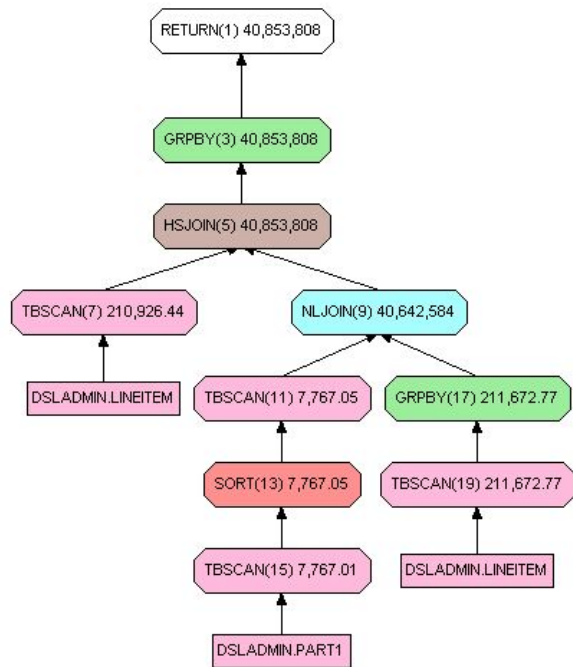 RETURN(1) 40,853,808
GRPBY(3) 40,853,808
HSJOIN(5) 40,853,808
TBSCAN(7) 210,926.44
NLJOIN(9) 40,642,584
DSLADMIN.LINEITEM
TBSCAN(11) 7,767.05
GRPBY(17) 211,672.77
SORT(13) 7,767.05
TBSCAN(19) 211,672.77
TBSCAN(15) 7,767.01
DSLADMIN.LINEITEM
DSLADMIN.PART1